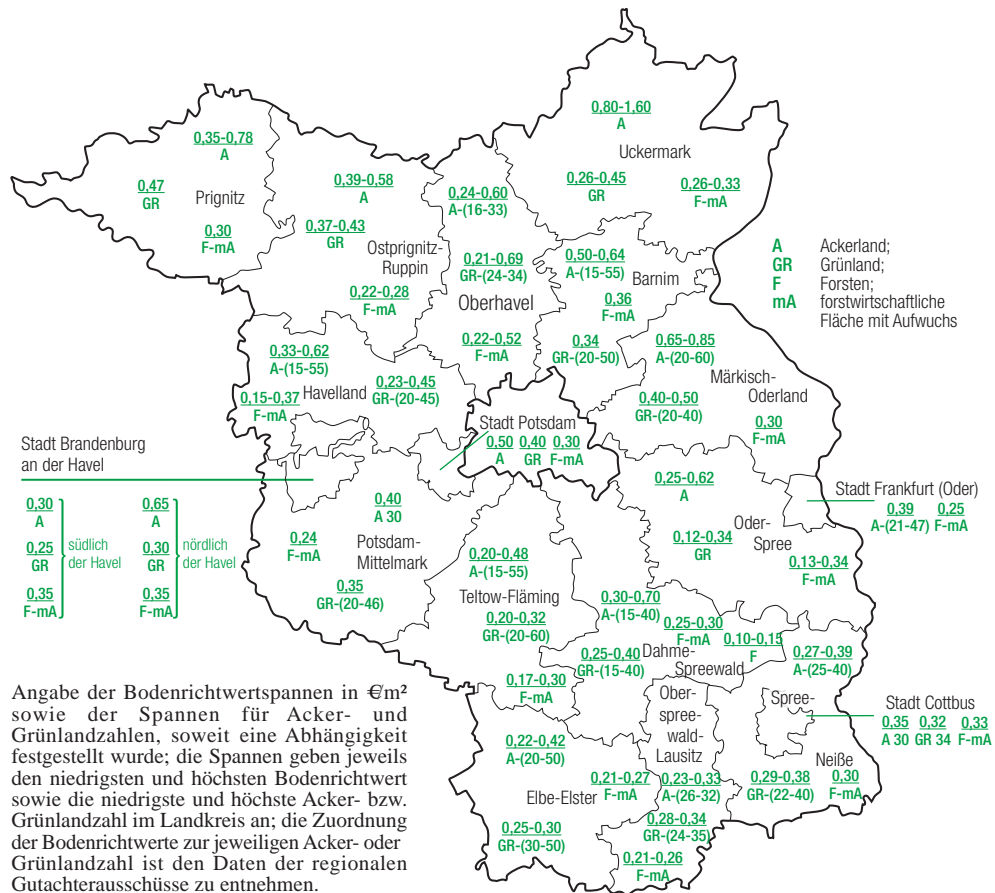 0,80-1,60
A
Uckermark
0,26-0,45
GR
0,26-0,33
F-mA
0,35-0,78
A
0,47
GR
Prignitz
0,30
F-mA
0,39-0,58
A
0,37-0,43
GR
Ostprignitz-
Ruppin
0,22-0,28
F-mA
0,24-0,60
A-(16-33)
0,21-0,69
GR-(24-34)
Oberhavel
0,22-0,52
F-mA
0,50-0,64
A-(15-55)
Barnim
0,36
F-mA
0,34
GR-(20-50)
A Ackerland;
GR Grünland;
F Forsten;
mA forstwirtschaftliche
Fläche mit Aufwuchs
0,65-0,85
A-(20-60)
Märkisch-
Oderland
0,40-0,50
GR-(20-40)
0,30
F-mA
0,33-0,62
A-(15-55)
Havelland
0,23-0,45
GR-(20-45)
0,15-0,37
F-mA
Stadt Potsdam
0,50 0,40 0,30
A GR F-mA
Stadt Brandenburg
an der Havel
0,30
A
0,25
GR
0,35
F-mA
südlich
der Havel
0,65
A
0,30
GR
0,35
F-mA
nördlich
der Havel
0,40
A 30
0,24
F-mA
Potsdam-
Mittelmark
0,35
GR-(20-46)
0,25-0,62
A
Oder-
Spree
0,12-0,34
GR
0,13-0,34
F-mA
Stadt Frankfurt (Oder)
0,39 0,25
A-(21-47) F-mA
0,20-0,48
A-(15-55)
Teltow-Fläming
0,20-0,32
GR-(20-60)
0,17-0,30
F-mA
0,30-0,70
A-(15-40)
0,25-0,30
F-mA
0,10-0,15
F
0,25-0,40
GR-(15-40)
Dahme-
Spreewald
0,27-0,39
A-(25-40)
Spree-
Neiße
0,29-0,38
GR-(22-40)
0,30
F-mA
Stadt Cottbus
0,35 0,32 0,33
A 30 GR 34 F-mA
Ober-
spree-
wald-
Lausitz
0,23-0,33
A-(26-32)
0,28-0,34
GR-(24-35)
0,21-0,26
F-mA
0,22-0,42
A-(20-50)
0,21-0,27
F-mA
Elbe-Elster
0,25-0,30
GR-(30-50)
Angabe der Bodenrichtwertspannen in €/m²
sowie der Spannen für Acker- und
Grünlandzahlen, soweit eine Abhängigkeit
festgestellt wurde; die Spannen geben jeweils
den niedrigsten und höchsten Bodenrichtwert
sowie die niedrigste und höchste Acker- bzw.
Grünlandzahl im Landkreis an; die Zuordnung
der Bodenrichtwerte zur jeweiligen Acker- oder
Grünlandzahl ist den Daten der regionalen
Gutachterausschüsse zu entnehmen.